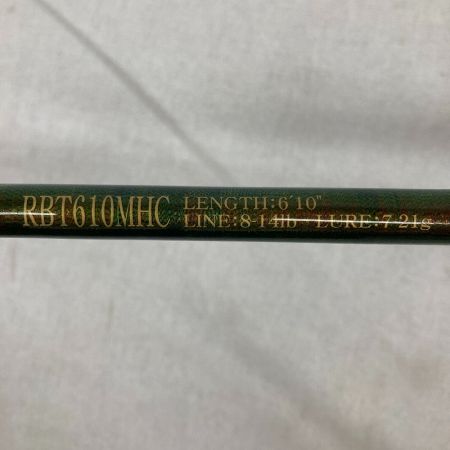 RBT610MHC
LENGTH:6'10"
LINE:8-14lb LURE:7-21g